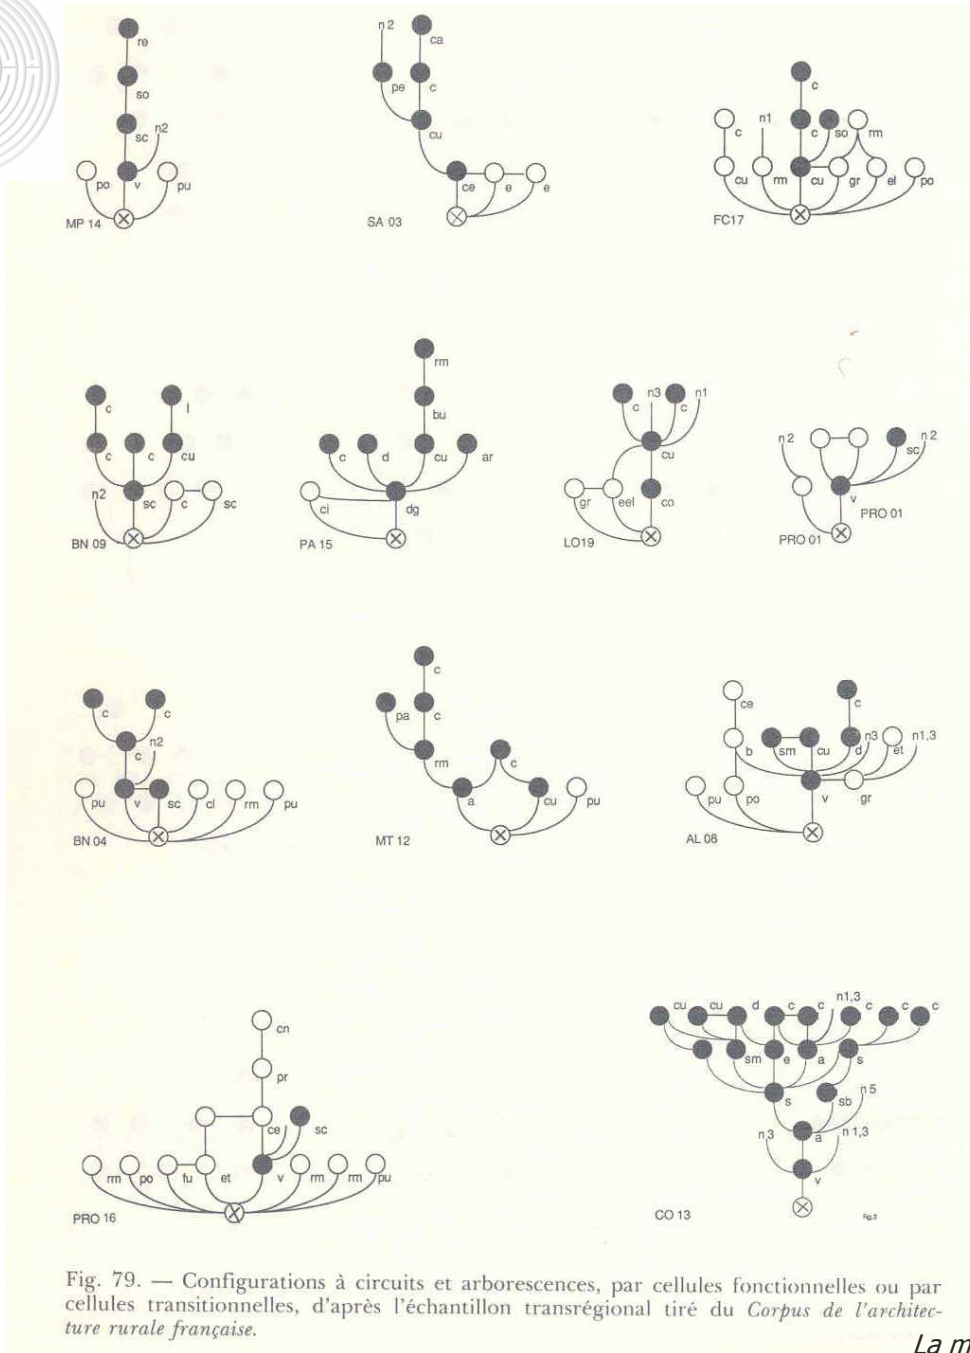 re
so
sc n2
po v pu
MP 14
n2 ca
pe c
cu
ce e e
SA 03
c
c n1 c so rm
cu rm cu gr el po
FC17
c l
c c cu
n2 sc c sc
BN 09
rm
bu
c d cu ar
ci dg
PA 15
c n3 c n1
cu
gr eel co
LO19
n2 sc n2
v
PRO 01
PRO 01
c c
c n2
pu v sc cl rm pu
BN 04
c
pa c
rm c
a cu pu
MT 12
ce c
b sm cu d n3 et n1,3
pu po v gr
AL 08
cn
pr
ce sc
rm po fu et v rm rm pu
PRO 16
cu cu d c c n1,3 c c c
sm e a s
s sb n5
n3 a n1,3
v
CO 13
Fig. 79. — Configurations à circuits et arborescences, par cellules fonctionnelles ou par
cellules transitionnelles, d'après l'échantillon transrégional tiré du Corpus de l'architec-
ture rurale française.
La m